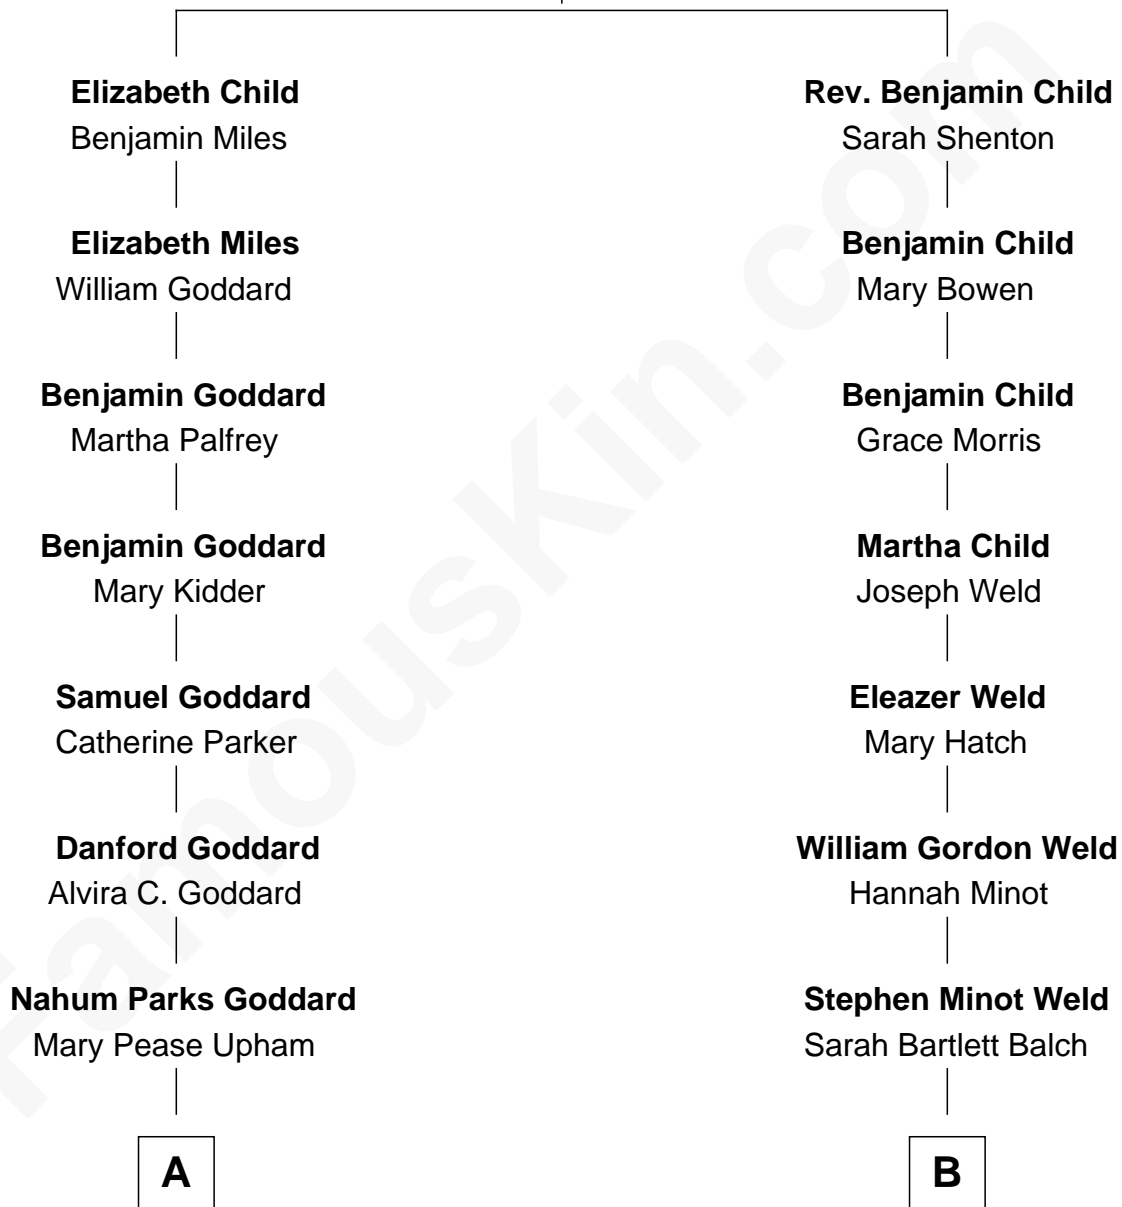 Elizabeth Child
Benjamin Miles
Elizabeth Miles
William Goddard
Benjamin Goddard
Martha Palfrey
Benjamin Goddard
Mary Kidder
Samuel Goddard
Catherine Parker
Danford Goddard
Alvira C. Goddard
Nahum Parks Goddard
Mary Pease Upham
A
Rev. Benjamin Child
Sarah Shenton
Benjamin Child
Mary Bowen
Benjamin Child
Grace Morris
Martha Child
Joseph Weld
Eleazer Weld
Mary Hatch
William Gordon Weld
Hannah Minot
Stephen Minot Weld
Sarah Bartlett Balch
B
FamousKin.com